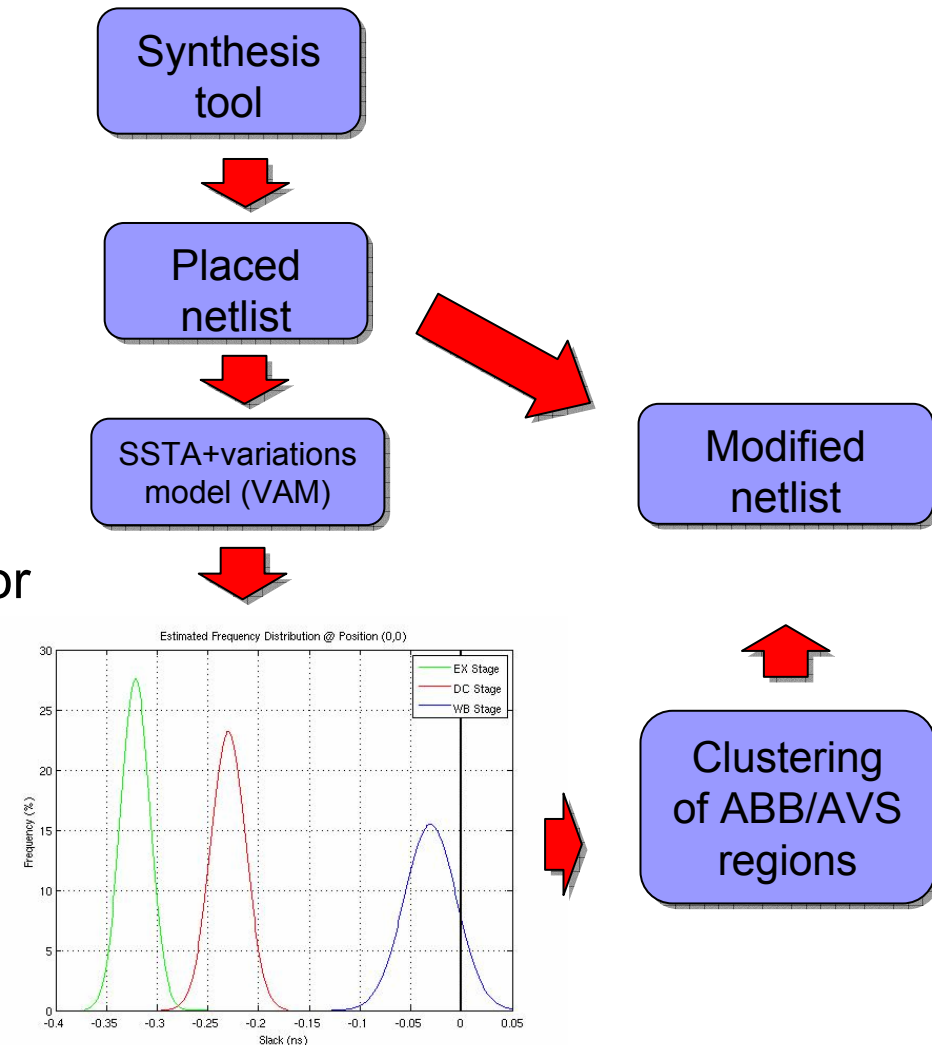 Synthesis
tool
Placed
netlist
SSTA+variations
model (VAM)
Modified
netlist
or
Estimated Frequency Distribution @ Position (0,0)
EX Stage
DC Stage
WB Stage
Frequency (%)
30
25
20
15
10
5
0
-0.4 -0.35 -0.3 -0.25 -0.2 -0.15 -0.1 -0.05 0 0.05
Slack (ns)
Clustering
of ABB/AVS
regions